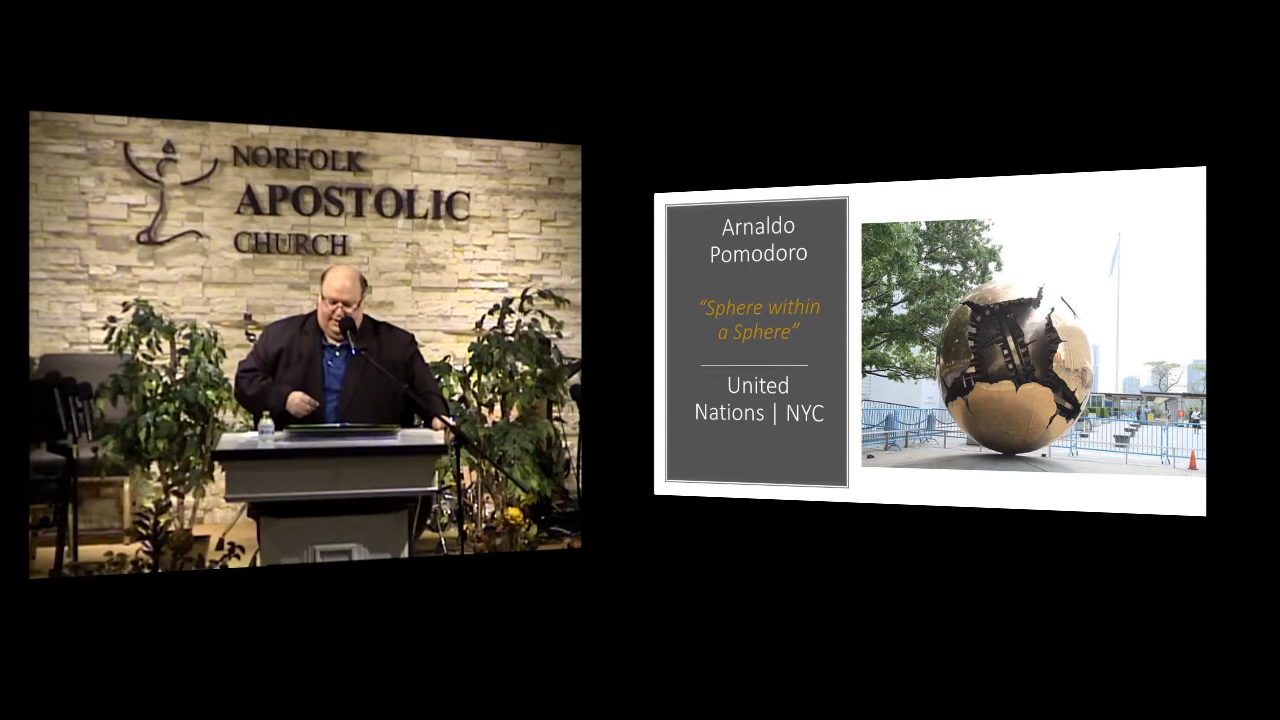 NORFOLK
APOSTOLIC
CHURCH
Arnaldo
Pomodoro
“Sphere within
a Sphere”
United
Nations | NYC